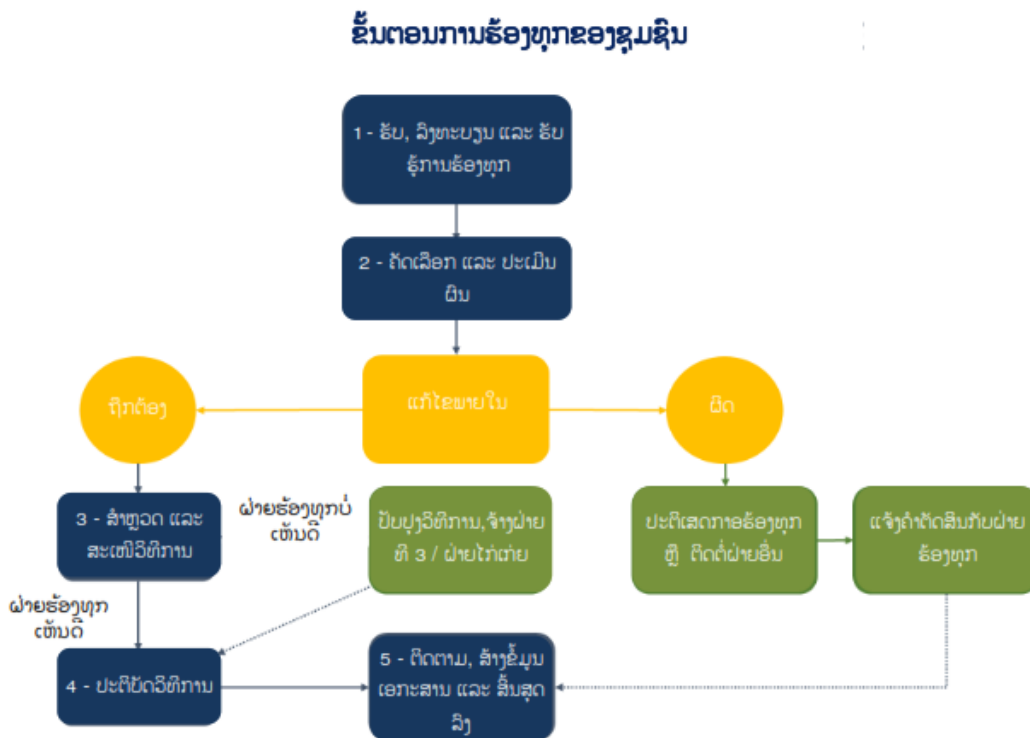 ຂັ້ນຕອນການຮ້ອງທຸກຂອງຊຸມຊົນ
1 - ຮັບ, ລົງທະບຽນ ແລະ ຮັບ
ຮູ້ການຮ້ອງທຸກ
2 - ຄັດເລືອກ ແລະ ປະເມີນ
ຜົນ
ຖືກຕ້ອງ
ແກ້ໄຂພາຍໃນ
ຜິດ
3 - ສຳຫຼວດ ແລະ
ສະເໜີວິທີການ
ຝ່າຍຮ້ອງທຸກບໍ່
ເຫັນດີ
ປັບປຸງວິທີການ,ຈ້າງຝ່າຍ
ທີ 3 / ຝ່າຍໄກ່ເກ່ຍ
ປະຕິເສດກາອຮ້ອງທຸກ
ຫຼື ຕິດຕໍ່ຝ່າຍອື່ນ
ແຈ້ງຄຳຕັດສິນກັບຝ່າຍ
ຮ້ອງທຸກ
ຝ່າຍຮ້ອງທຸກ
ເຫັນດີ
4 - ປະຕິບັດວິທີການ
5 - ຕິດຕາມ, ສ້າງຂໍ້ມູນ
ເອກະສານ ແລະ ສິ້ນສຸດ
ລົງ